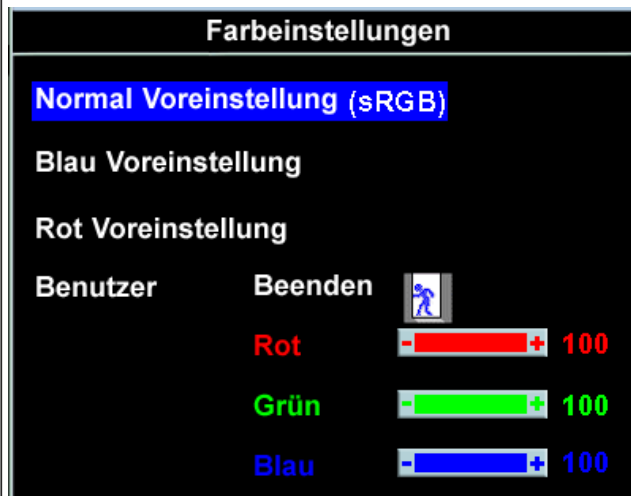 Farbeinstellungen
Normal Voreinstellung (sRGB)
Blau Voreinstellung
Rot Voreinstellung
Benutzer Beenden
Rot - + 100
Grün - + 100
Blau - + 100